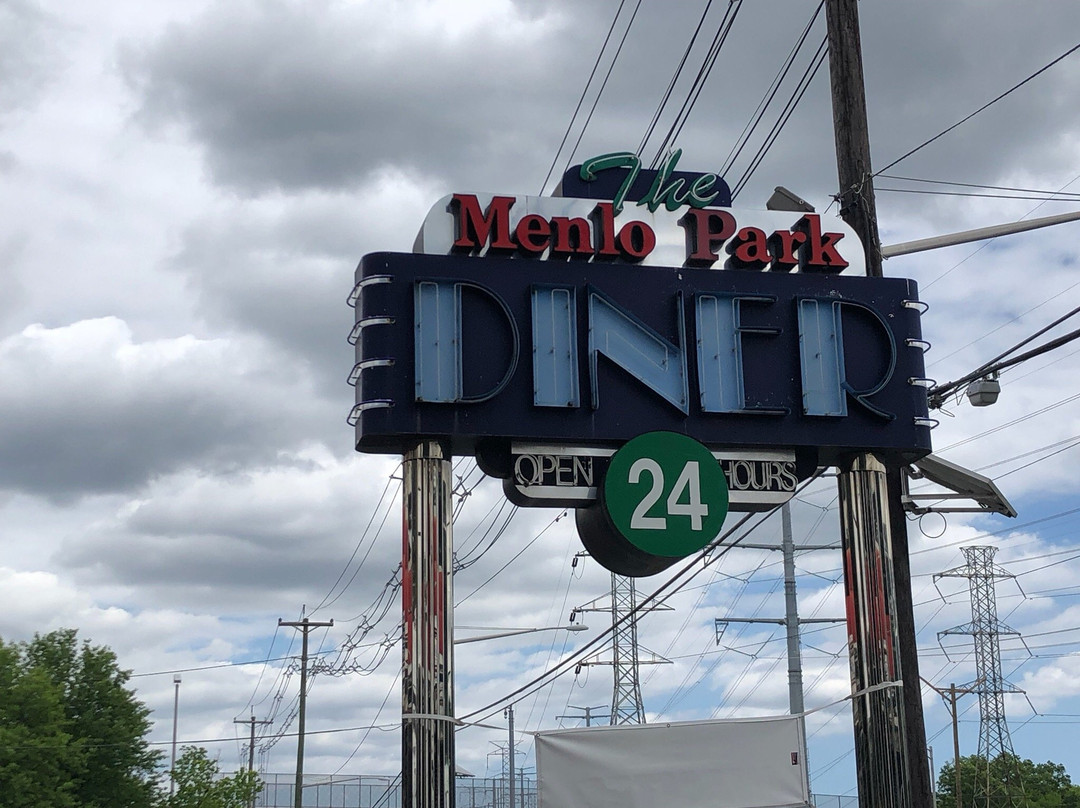 The
Menlo Park
DINER
OPEN 24 HOURS